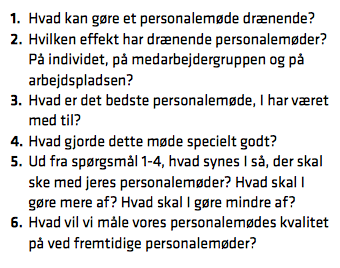 1. Hvad kan gøre et personalemøde drænende?
2. Hvilken effekt har drænende personalemøder?
På individet, på medarbejdergruppen og på
arbejdspladsen?
3. Hvad er det bedste personalemøde, I har været
med til?
4. Hvad gjorde dette møde specielt godt?
5. Ud fra spørgsmål 1-4, hvad synes I så, der skal
ske med jeres personalemøder? Hvad skal I
gøre mere af? Hvad skal I gøre mindre af?
6. Hvad vil vi måle vores personalemødes kvalitet
på ved fremtidige personalemøder?